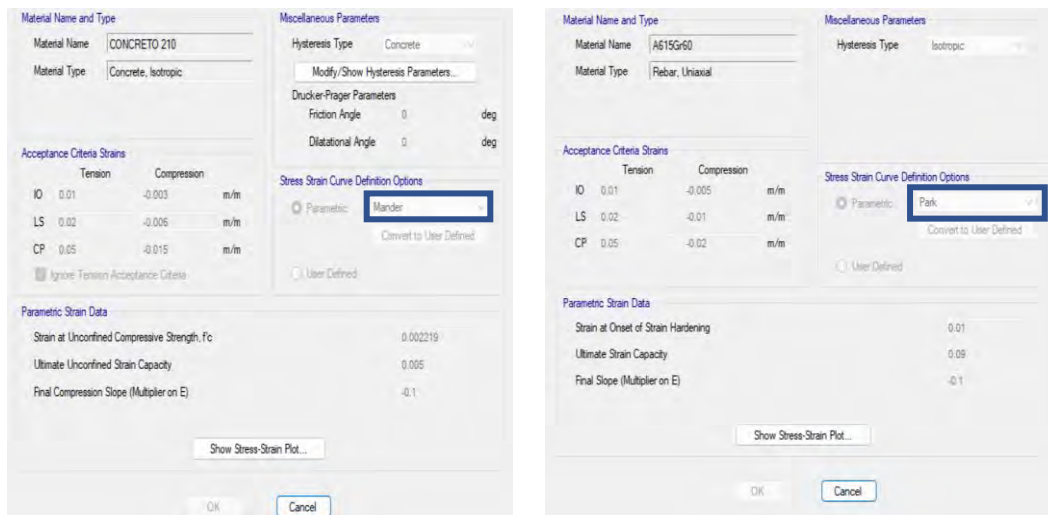 Material Name and Type
Material Name CONCRETO 210
Material Type Concrete, Isotropic
Miscellaneous Parameters
Hysteresis Type Concrete
Modify/Show Hysteresis Parameters...
Drucker-Prager Parameters
Friction Angle 0 deg
Dilatational Angle 0 deg
Acceptance Criteria Strains
Tension Compression
IO 0.01 -0.003 m/m
LS 0.02 -0.006 m/m
CP 0.05 -0.015 m/m
Ignore Tension Acceptance Criteria
Stress Strain Curve Definition Options
Parametric Mander
Convert to User Defined
User Defined
Parametric Strain Data
Strain at Unconfined Compressive Strength, f'c 0.002219
Ultimate Unconfined Strain Capacity 0.005
Final Compression Slope (Multiplier on E) -0.1
Show Stress-Strain Plot...
OK Cancel
Material Name and Type
Material Name A615Gr60
Material Type Rebar, Uniaxial
Miscellaneous Parameters
Hysteresis Type Isotropic
Acceptance Criteria Strains
Tension Compression
IO 0.01 -0.005 m/m
LS 0.02 -0.01 m/m
CP 0.05 -0.02 m/m
Stress Strain Curve Definition Options
Parametric Park
Convert to User Defined
User Defined
Parametric Strain Data
Strain at Onset of Strain Hardening 0.01
Ultimate Strain Capacity 0.09
Final Slope (Multiplier on E) -0.1
Show Stress-Strain Plot...
OK Cancel